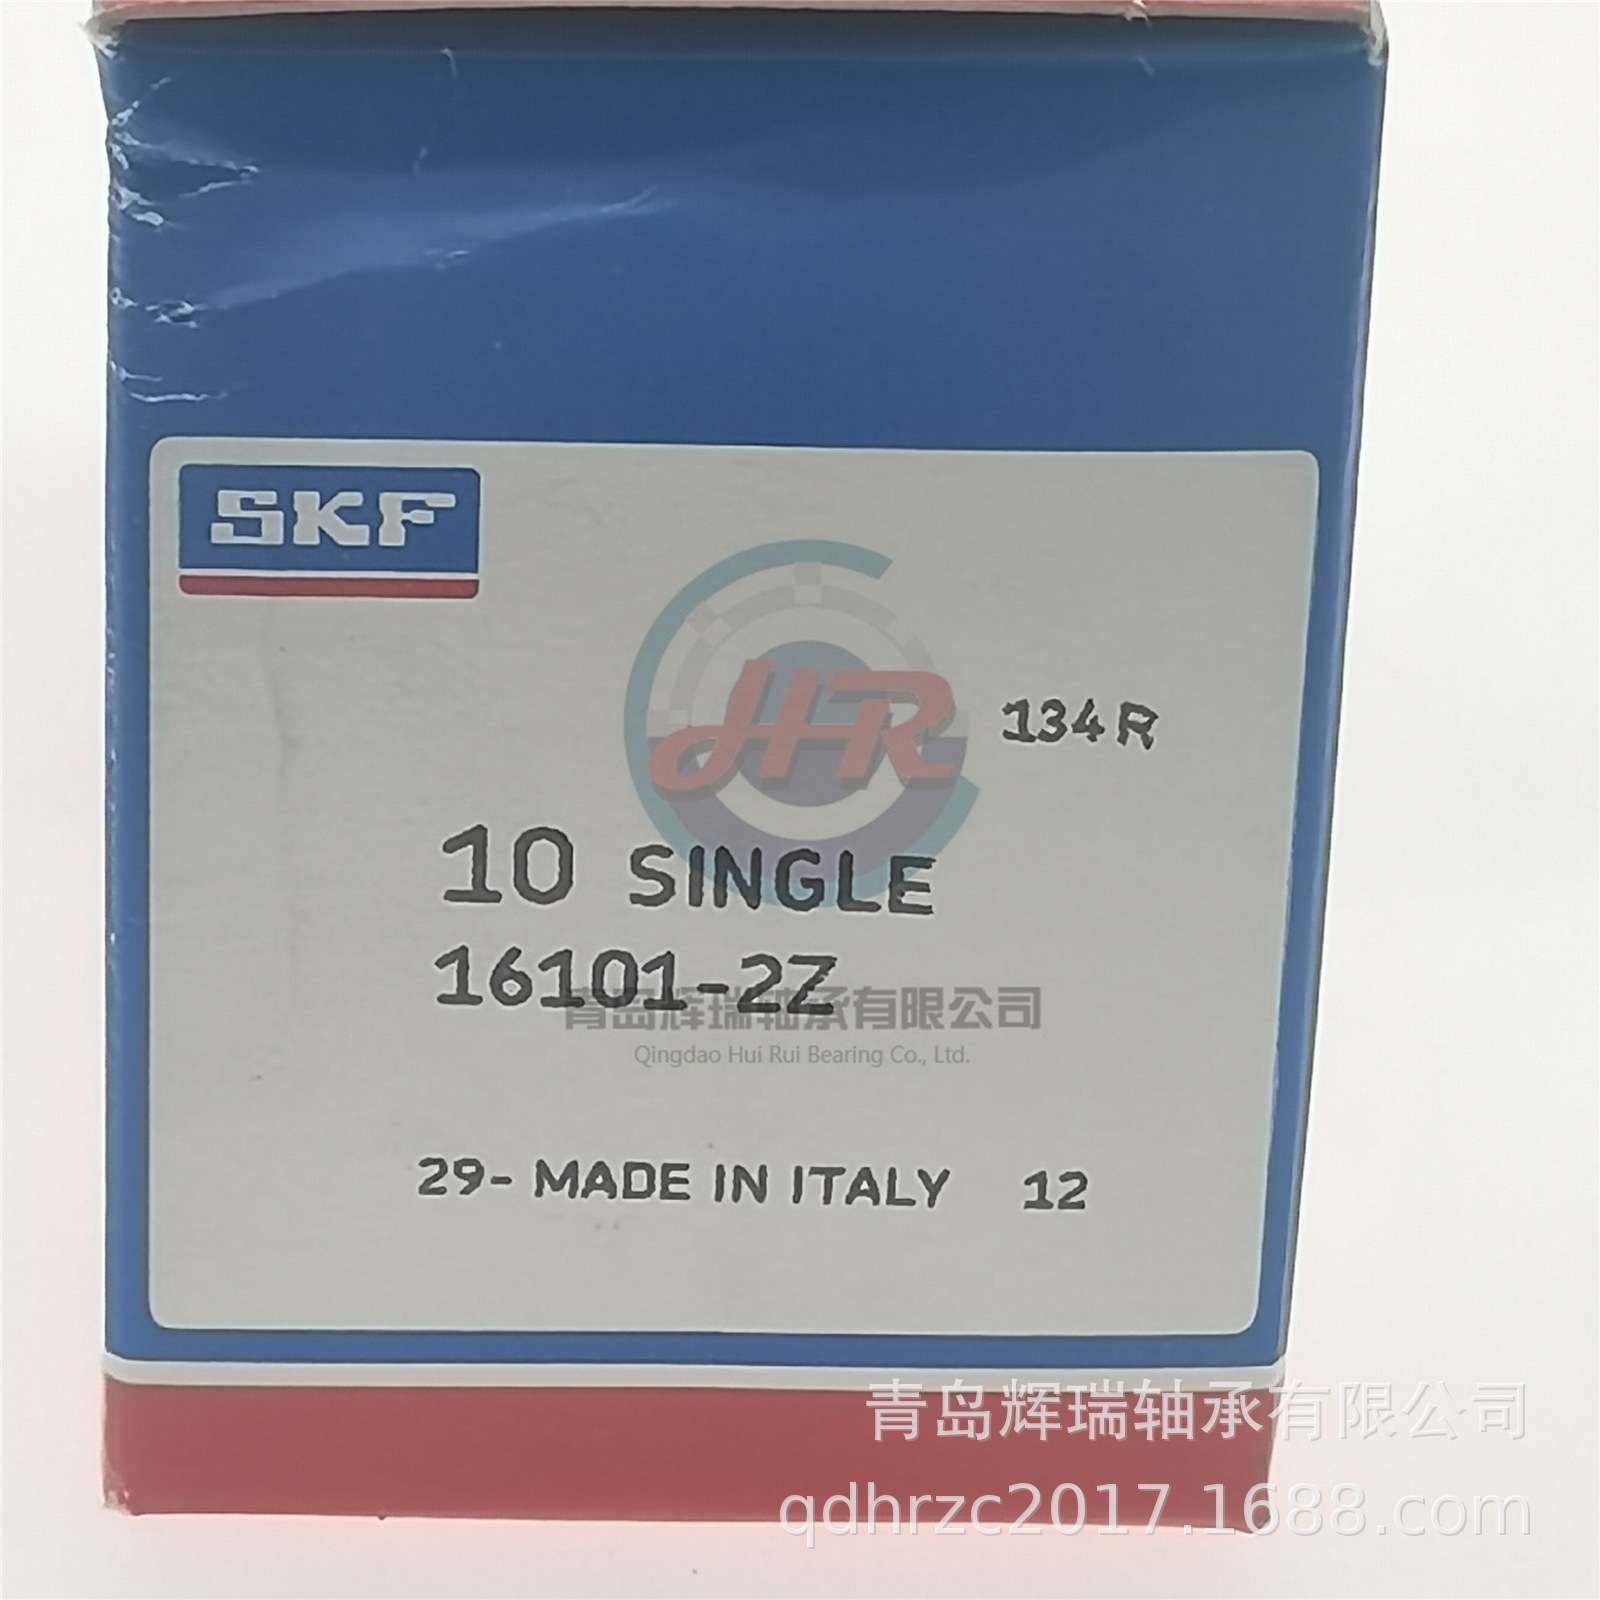 SKF
HR
134R
10 SINGLE
16101-2Z
青岛辉瑞轴承有限公司
Qingdao Hui Rui Bearing Co., Ltd.
29- MADE IN ITALY 12
青岛辉瑞轴承有限公司
qdhrzc2017.1688.com